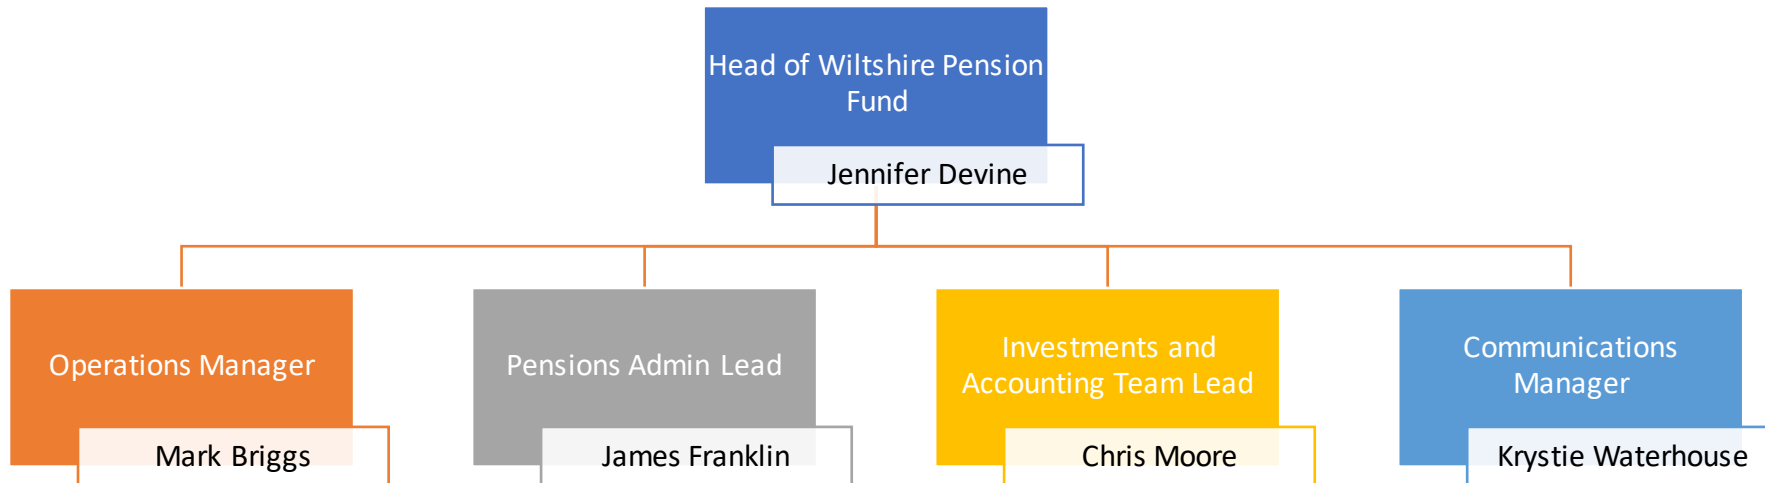 Head of Wiltshire Pension
Fund
Jennifer Devine
Operations Manager
Mark Briggs
Pensions Admin Lead
James Franklin
Investments and
Accounting Team Lead
Chris Moore
Communications
Manager
Krystie Waterhouse